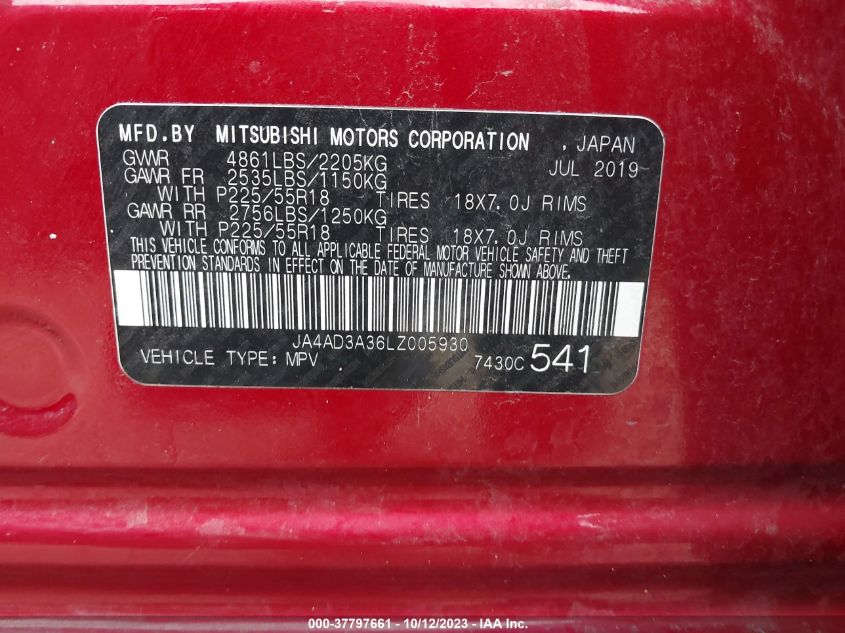 MFD.BY MITSUBISHI MOTORS CORPORATION .JAPAN
GVWR 4861LBS/2205KG JUL 2019
GAWR FR 2535LBS/1150KG
WITH P225/55R18 TIRES 18X7.0J RIMS
GAWR RR 2756LBS/1250KG
WITH P225/55R18 TIRES 18X7.0J RIMS
THIS VEHICLE CONFORMS TO ALL APPLICABLE FEDERAL MOTOR VEHICLE SAFETY AND THEFT
PREVENTION STANDARDS IN EFFECT ON THE DATE OF MANUFACTURE SHOWN ABOVE.
JA4AD3A36LZ005930
VEHICLE TYPE: MPV 7430C 541
000-37797661 - 10/12/2023 - IAA, Inc.